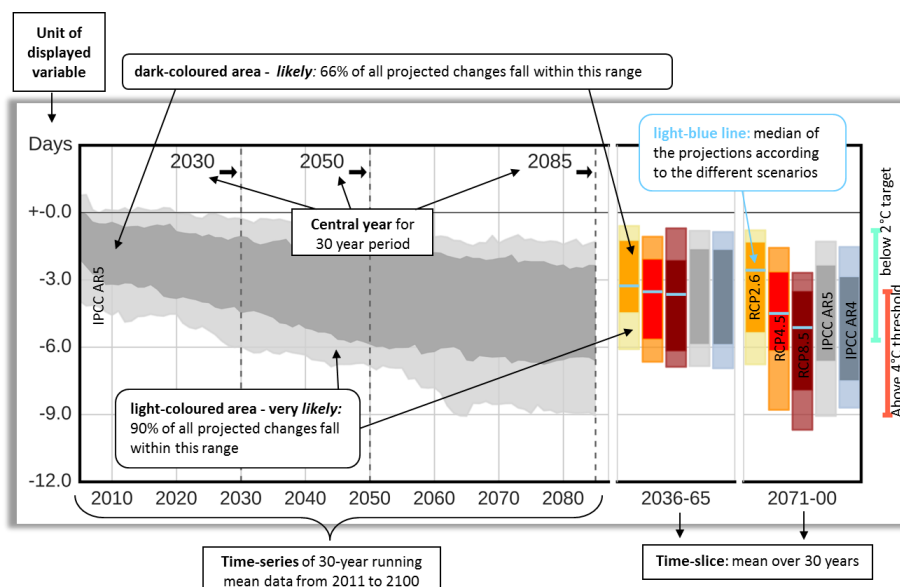 Unit of
displayed
variable
dark-coloured area - likely: 66% of all projected changes fall within this range
light-blue line: median of
the projections according
to the different scenarios
Days
2030
2050
2085
Central year for
30 year period
+-0.0
-3.0
-6.0
-9.0
-12.0
IPCC AR5
light-coloured area - very likely:
90% of all projected changes fall
within this range
RCP2.6
RCP4.5
RCP8.5
IPCC AR5
IPCC AR4
below 2°C target
Above 4°C threshold
2010 2020 2030 2040 2050 2060 2070 2080
2036-65
2071-00
Time-series of 30-year running
mean data from 2011 to 2100
Time-slice: mean over 30 years